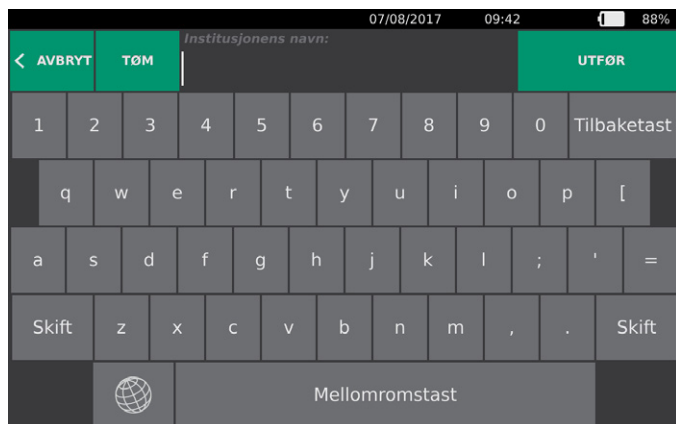 07/08/2017 09:42 88%
Institusjonens navn:
AVBRYT TØM UTFØR
1 2 3 4 5 6 7 8 9 0 Tilbaketast
q w e r t y u i o p [
a s d f g h j k l ; ' =
Skift z x c v b n m , . Skift
Mellomromstast